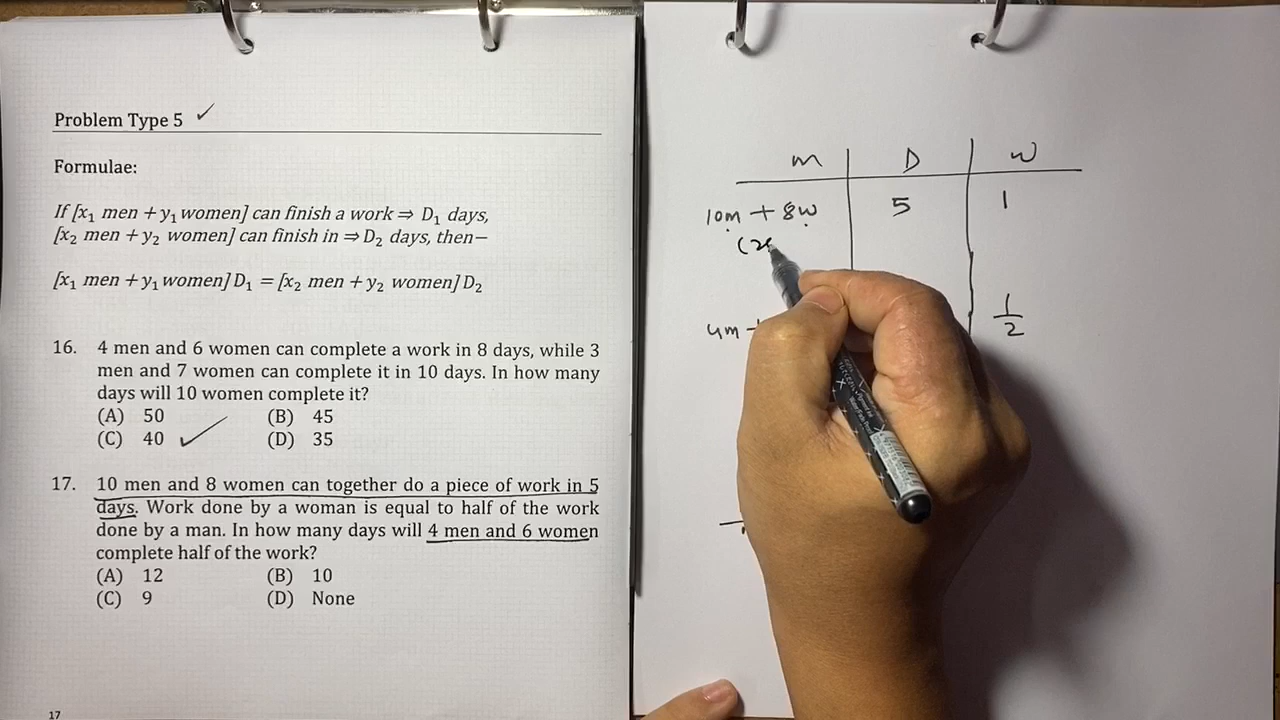 Problem Type 5 ✓
Formulae:
If [x₁ men + y₁ women] can finish a work ⇒ D₁ days,
[x₂ men + y₂ women] can finish in ⇒ D₂ days, then−
[x₁ men + y₁ women] D₁ = [x₂ men + y₂ women] D₂
16. 4 men and 6 women can complete a work in 8 days, while 3
men and 7 women can complete it in 10 days. In how many
days will 10 women complete it?
(A) 50 (B) 45
(C) 40 ✓ (D) 35
17. 10 men and 8 women can together do a piece of work in 5
days. Work done by a woman is equal to half of the work
done by a man. In how many days will 4 men and 6 women
complete half of the work?
(A) 12 (B) 10
(C) 9 (D) None
17
m D W
10m + 8w 5 1
(2
4m + 1/2